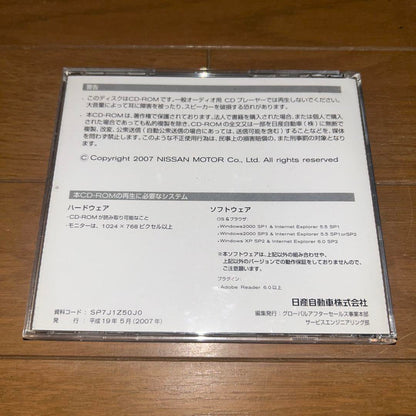 警告
このディスクはCD-ROMです。一般オーディオ用 CD プレーヤーでは再生しないでください。
大音量によって耳に障害を被ったり、スピーカーを破損する恐れがあります。
本CD-ROMは、著作権で保護されております。法人で書籍を購入された場合、または個人で購入
された場合であっても私的複製を除き、CD-ROMの全文又は一部を日産自動車（株）に無断で
複製、改変、公衆送信（自動公衆送信の場合にあっては、送信可能を含む）することなどを、媒体を
問わず禁止します。このような不正使用行為は、民事上の損害賠償の、また刑事罰の対象となり
ます。
© Copyright 2007 NISSAN MOTOR Co., Ltd. All rights reserved
本CD-ROMの再生に必要なシステム
ハードウェア
・CD-ROMが読み取り可能なこと
・モニターは、1024 × 768 ピクセル以上
ソフトウェア
OS & ブラウザ
・Windows2000 SP1 & Internet Explorer 5.5 SP1
・Windows2000 SP3 & Internet Explorer 5.5 SP1orSP2
・Windows XP SP2 & Internet Explorer 6.0 SP2
※本ソフトウェアは、上記以外の組み合わせや、
上記以外のバージョンでの動作保証をしておりませんので、
ご注意願います。
プラグイン
・Adobe Reader 6.0以上
日産自動車株式会社
資料コード： SP7J1Z50J0
発　　行： 平成19年5月（2007年）
編集発行： グローバルアフターセールス事業本部
サービスエンジニアリング部